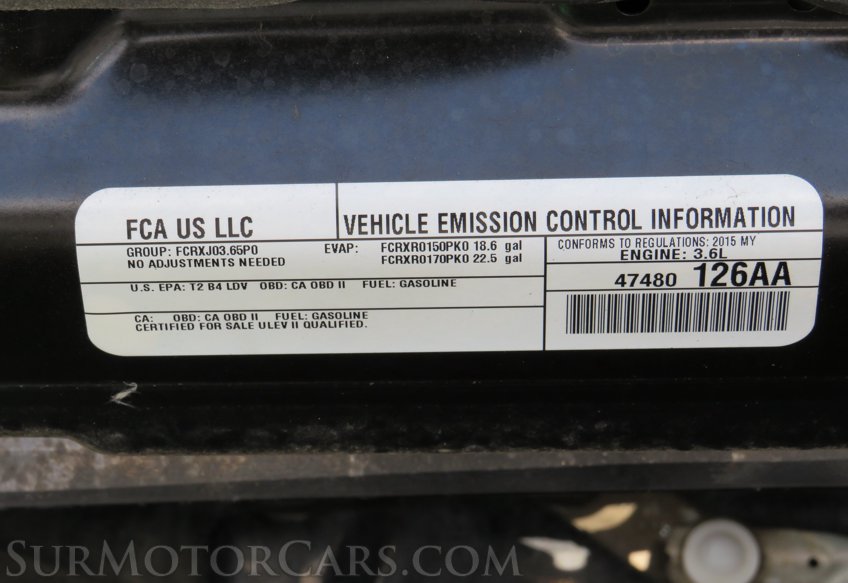 FCA US LLC
VEHICLE EMISSION CONTROL INFORMATION
GROUP: FCRXJ03.65P0
NO ADJUSTMENTS NEEDED
EVAP: FCRXR0150PK0 18.6 gal
FCRXR0170PK0 22.5 gal
CONFORMS TO REGULATIONS: 2015 MY
ENGINE: 3.6L
47480 126AA
U.S. EPA: T2 B4 LDV OBD: CA OBD II FUEL: GASOLINE
CA: OBD: CA OBD II FUEL: GASOLINE
CERTIFIED FOR SALE ULEV II QUALIFIED.
SURMOTORCARS.COM